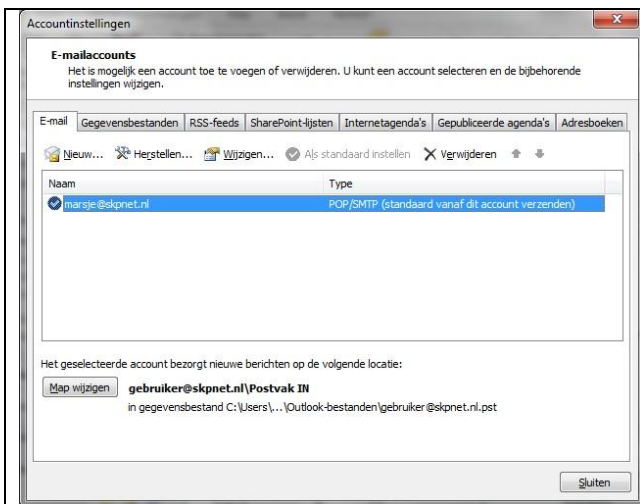 Accountinstellingen
E-mailaccounts
Het is mogelijk een account toe te voegen of verwijderen. U kunt een account selecteren en de bijbehorende
instellingen wijzigen.
E-mail Gegevensbestanden RSS-feeds SharePoint-lijsten Internetagenda's Gepubliceerde agenda's Adresboeken
Nieuw... Herstellen... Wijzigen... Als standaard instellen Verwijderen
Naam Type
marsje@skpnet.nl POP/SMTP (standaard vanaf dit account verzenden)
Het geselecteerde account bezorgt nieuwe berichten op de volgende locatie:
Map wijzigen gebruiker@skpnet.nl\Postvak IN
in gegevensbestand C:\Users\...\Outlook-bestanden\gebruiker@skpnet.nl.pst
Sluiten